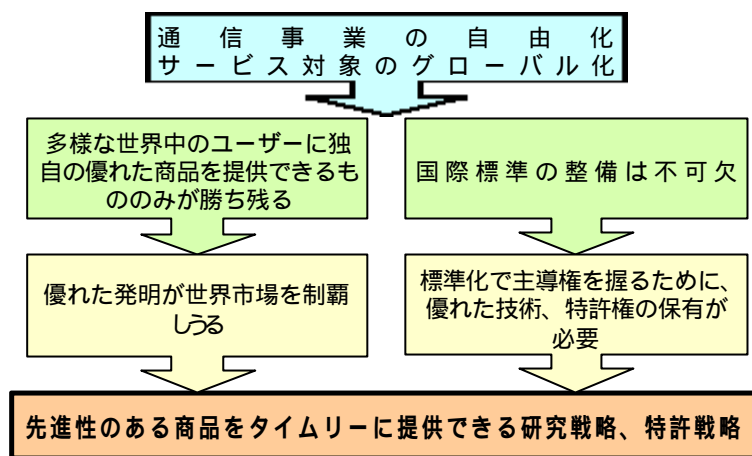 通信事業の自由化
サービス対象のグローバル化
多様な世界中のユーザーに独
自の優れた商品を提供できるも
ののみが勝ち残る
国際標準の整備は不可欠
優れた発明が世界市場を制覇
しうる
標準化で主導権を握るために、
優れた技術、特許権の保有が
必要
先進性のある商品をタイムリーに提供できる研究戦略、特許戦略